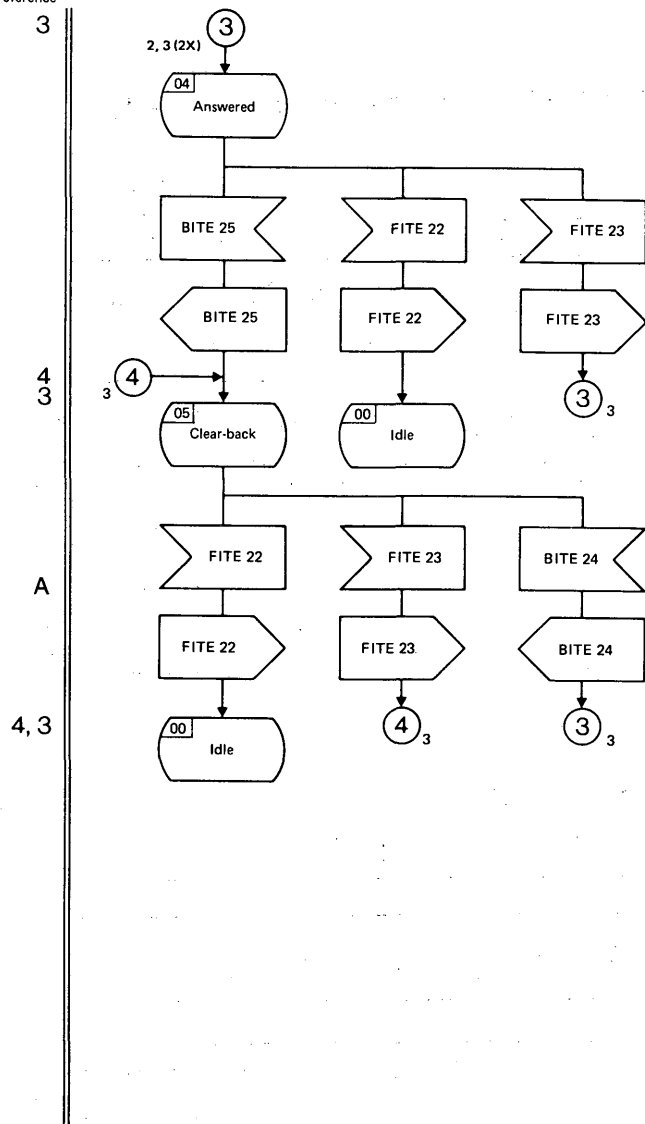 3
3
2, 3 (2X)
04
Answered
BITE 25
FITE 22
FITE 23
BITE 25
FITE 22
FITE 23
4
3
4
3
3
3
05
Clear-back
00
Idle
FITE 22
FITE 23
BITE 24
A
FITE 22
FITE 23
BITE 24
4, 3
00
Idle
4
3
3
3